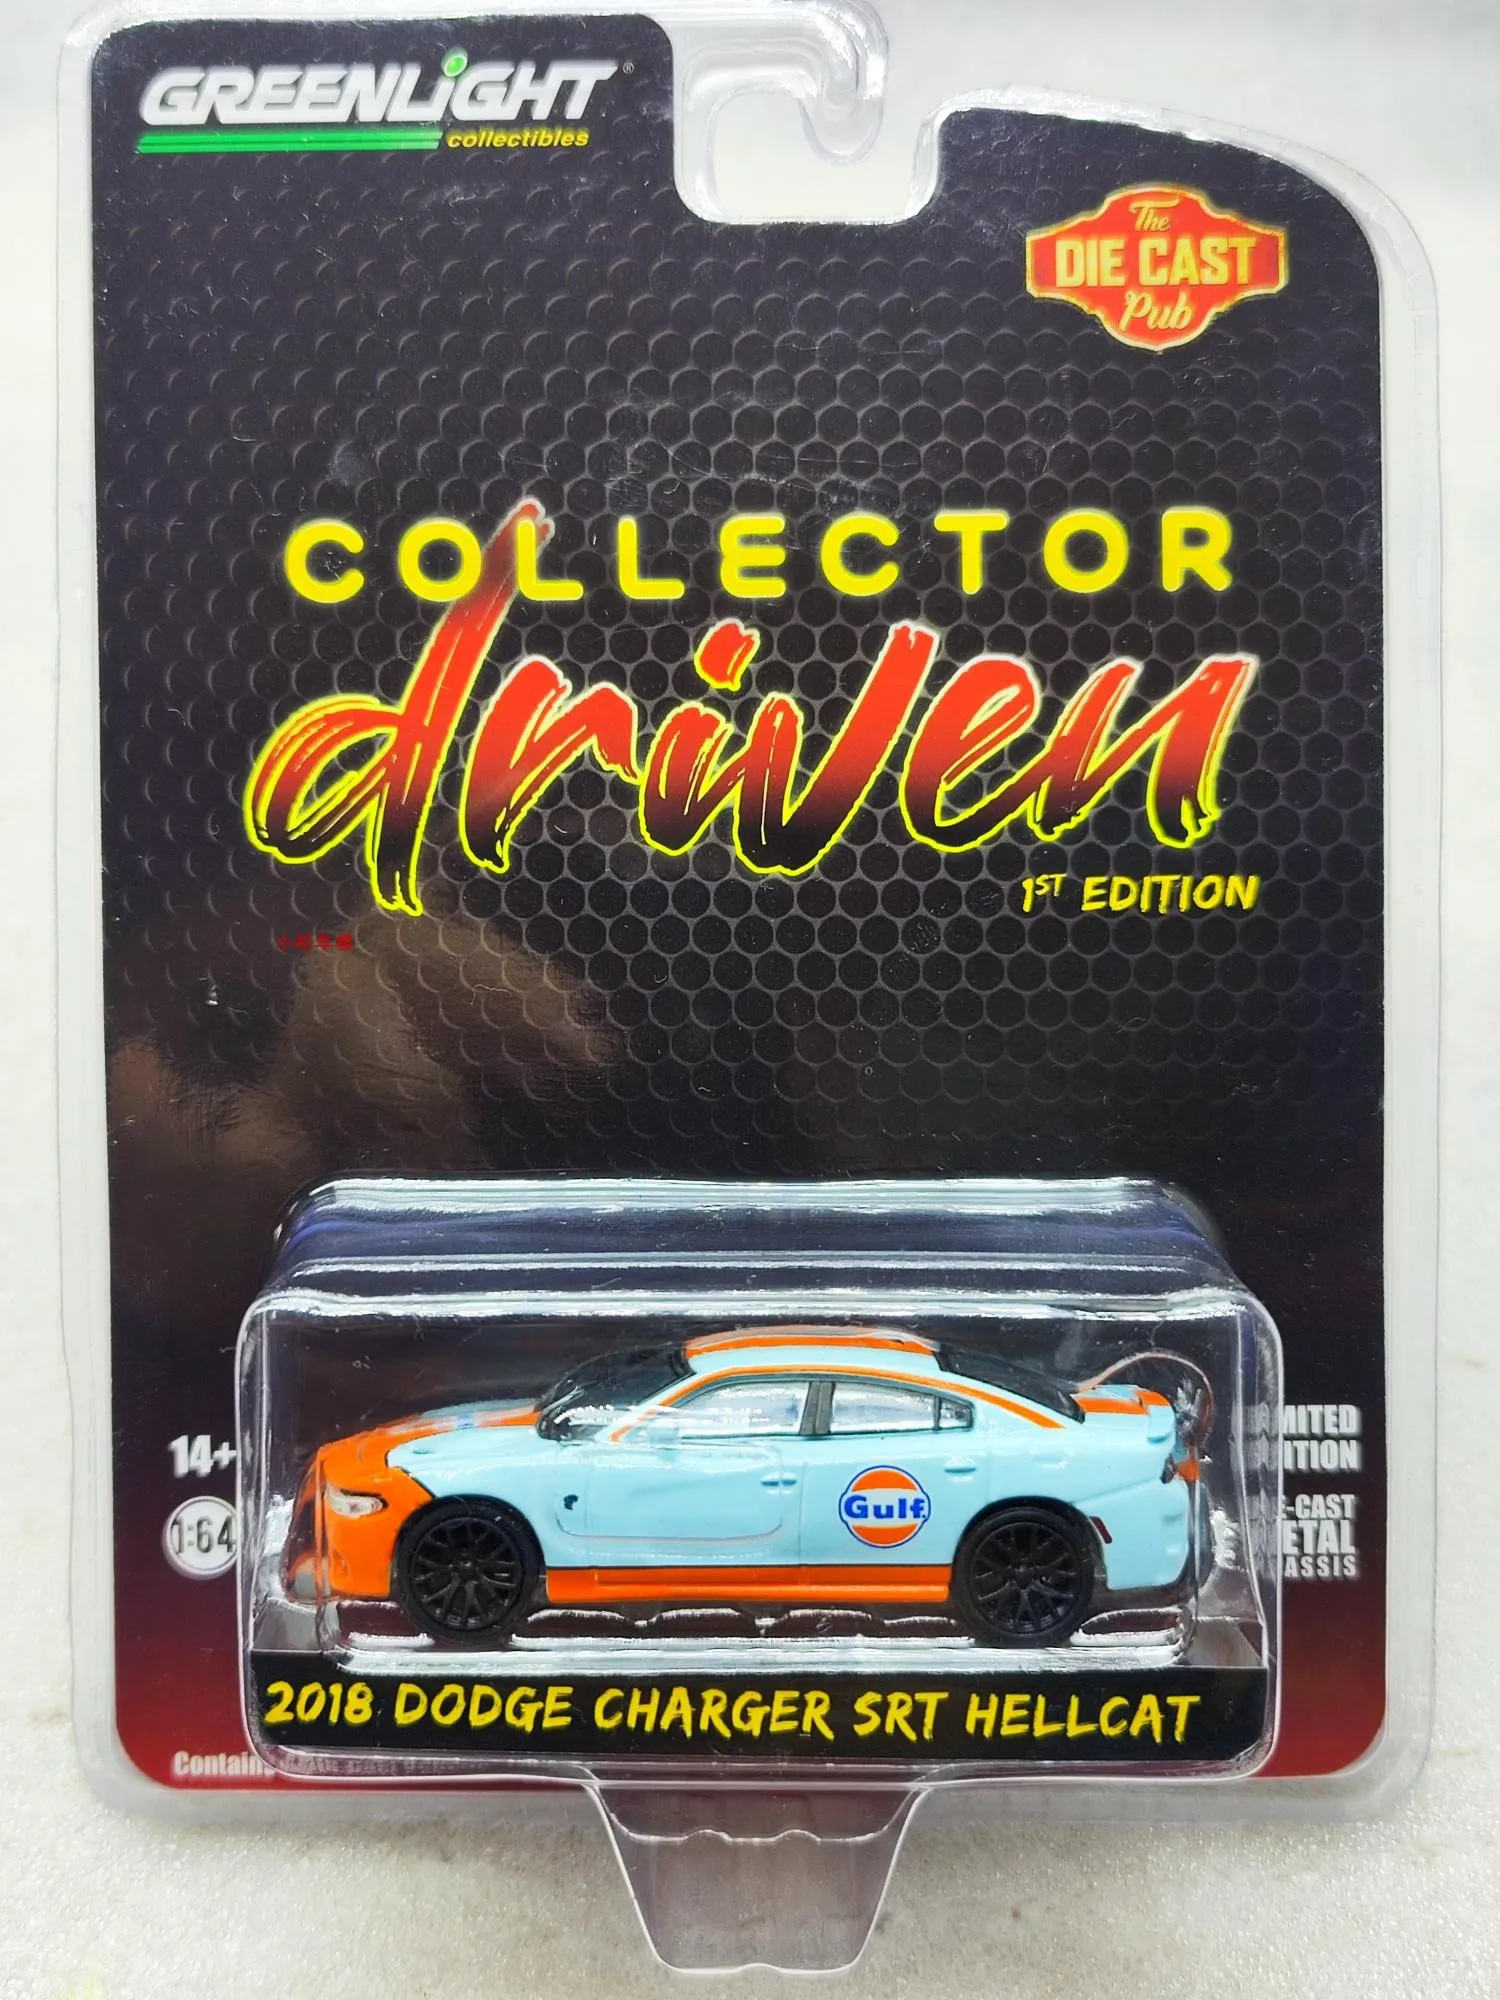 GREENLiGHT®
collectibles
The
DIE CAST
Pub
COLLECTOR
driven
1ST EDITION
14+
1:64
Gulf
-CAST
2018 DODGE CHARGER SRT HELLCAT